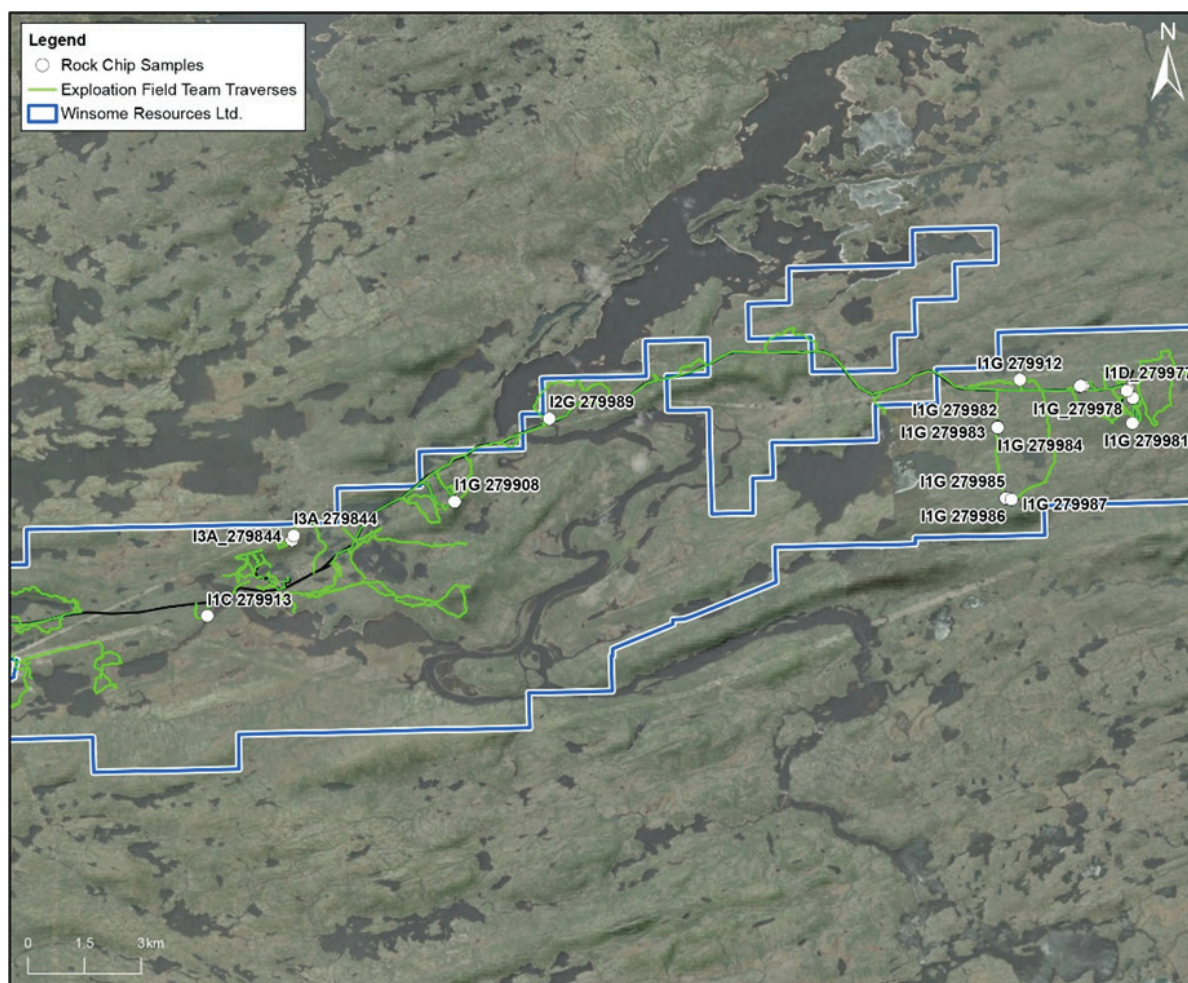 Legend
Rock Chip Samples
Exploation Field Team Traverses
Winsome Resources Ltd.
N
I1G 279912
I1D/_279977
I2G 279989
I1G 279982
I1G_279978
I1G 279983
I1G 279984
I1G 279981
I1G 279985
I1G 279908
I1G 279987
I1G 279986
I3A 279844
I3A_279844
I1C 279913
0 1.5 3km